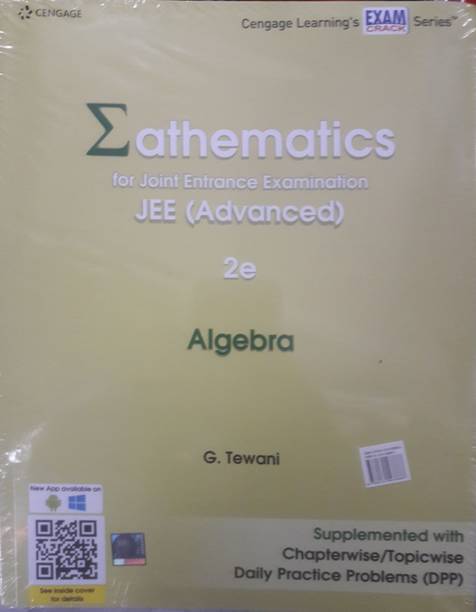 CENGAGE
Cengage Learning's EXAM CRACK Series™
Σathematics
for Joint Entrance Examination
JEE (Advanced)
2e
Algebra
G. Tewani
New App available on
See inside cover
for details
Supplemented with
Chapterwise/Topicwise
Daily Practice Problems (DPP)